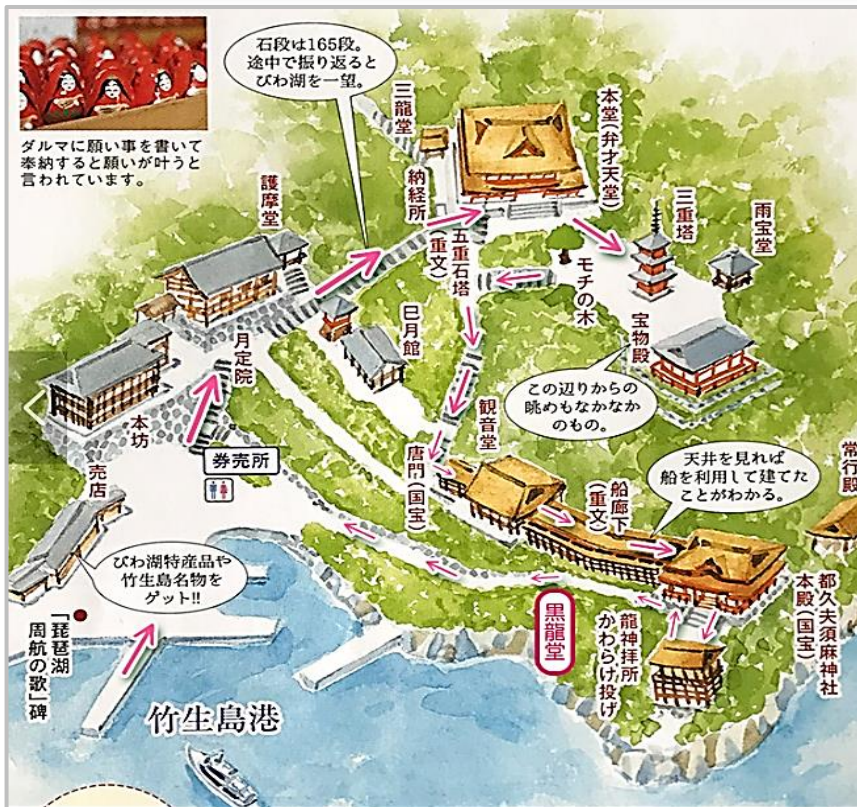 ダルマに願い事を書いて
奉納すると願いが叶うと
言われています。
石段は165段。
途中で振り返ると
びわ湖を一望。
三龍堂
本堂(弁才天堂)
納経所
護摩堂
五重石塔
(重文)
モチの木
三重塔
雨宝堂
月定院
巳月館
宝物殿
この辺りからの
眺めもなかなか
のもの。
本坊
観音堂
唐門(国宝)
券売所
売店
船廊下
(重文)
天井を見れば
船を利用して建てた
ことがわかる。
常行殿
びわ湖特産品や
竹生島名物を
ゲット!!
黒龍堂
龍神拝所
かわらけ投げ
都久夫須麻神社
本殿(国宝)
「琵琶湖
周航の歌」碑
竹生島港